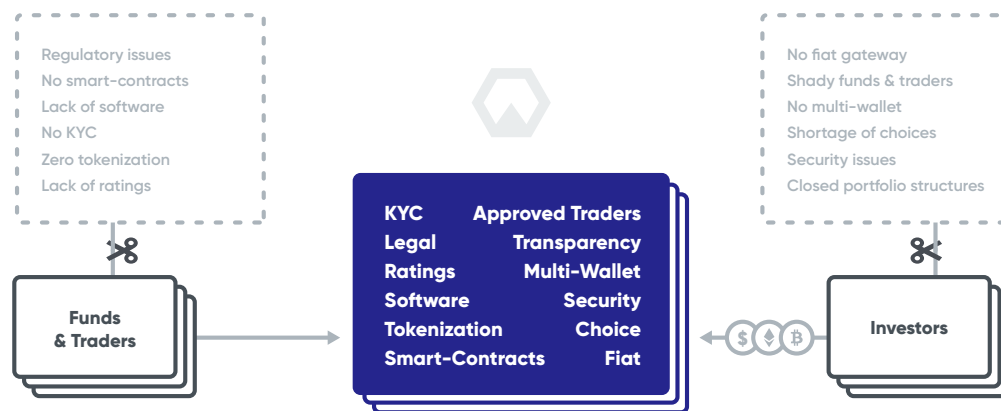 Regulatory issues
No smart-contracts
Lack of software
No KYC
Zero tokenization
Lack of ratings
No fiat gateway
Shady funds & traders
No multi-wallet
Shortage of choices
Security issues
Closed portfolio structures
KYC Approved Traders
Legal Transparency
Ratings Multi-Wallet
Software Security
Tokenization Choice
Smart-Contracts Fiat
Funds
& Traders
$
Investors